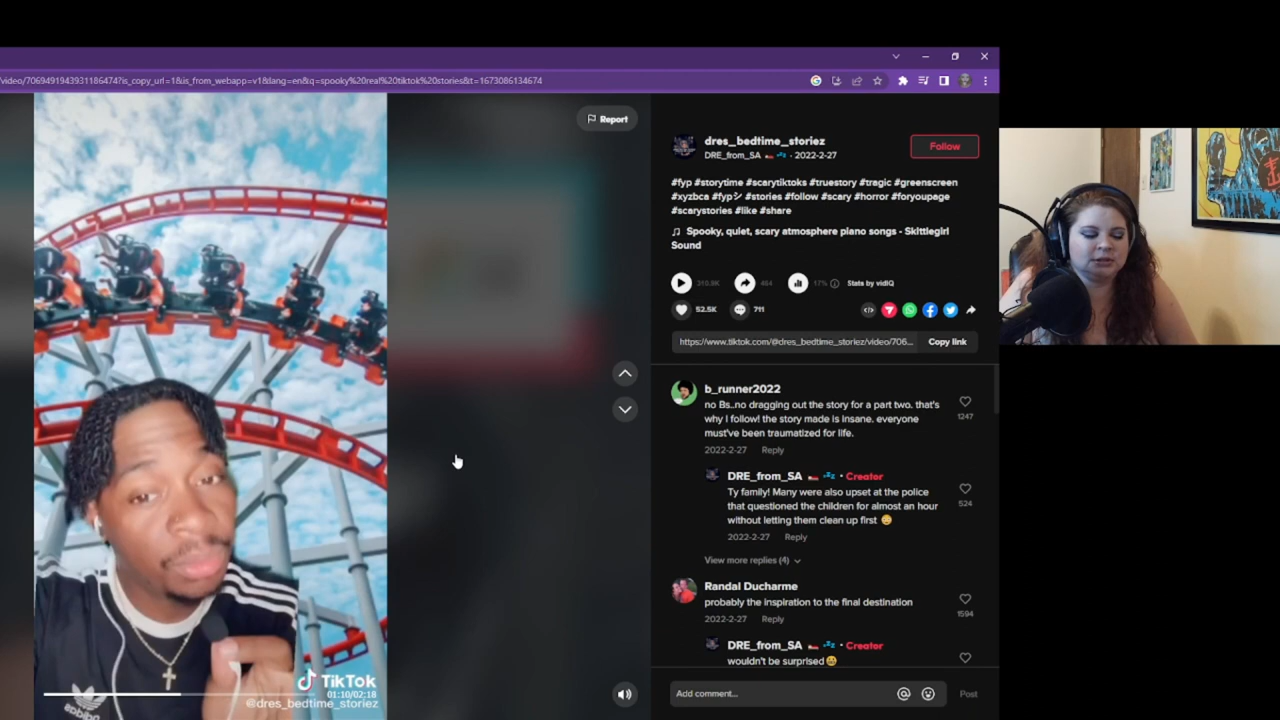 /video/7069491943931186474?is_copy_url=1&is_from_webapp=v1&lang=en&q=spooky%20real%20tiktok%20stories&t=1673086134674
Report
dres_bedtime_storiez
DRE_from_SA 🇨🇱 💤 · 2022-2-27
Follow
#fyp #storytime #scarytiktoks #truestory #tragic #greenscreen
#xyzbca #fypシ #stories #follow #scary #horror #foryoupage
#scarystories #like #share
♫ Spooky, quiet, scary atmosphere piano songs - Skittlegirl
Sound
464
17%
Stats by vidIQ
52.5K
711
https://www.tiktok.com/@dres_bedtime_storiez/video/706...
Copy link
b_runner2022
no Bs..no dragging out the story for a part two. that's
why I follow! the story made is insane. everyone
must've been traumatized for life.
1247
2022-2-27 Reply
DRE_from_SA 🇨🇱 💤 · Creator
Ty family! Many were also upset at the police
that questioned the children for almost an hour
without letting them clean up first 😳
524
2022-2-27 Reply
View more replies (4)
Randal Ducharme
probably the inspiration to the final destination
1594
2022-2-27 Reply
DRE_from_SA 🇨🇱 💤 · Creator
wouldn't be surprised
Add comment...
Post
adidas
TikTok
01:10/02:18
@dres_bedtime_storiez